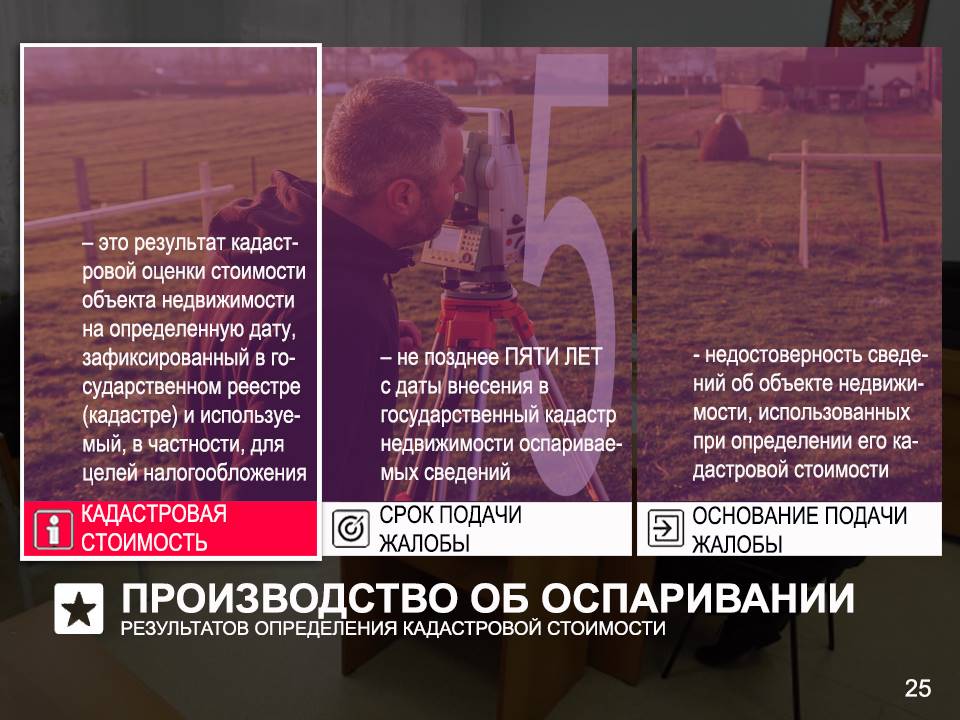 – это результат кадаст-
ровой оценки стоимости
объекта недвижимости
на определенную дату,
зафиксированный в го-
сударственном реестре
(кадастре) и используе-
мый, в частности, для
целей налогообложения
КАДАСТРОВАЯ
СТОИМОСТЬ
5
– не позднее ПЯТИ ЛЕТ
с даты внесения в
государственный кадастр
недвижимости оспаривае-
мых сведений
СРОК ПОДАЧИ
ЖАЛОБЫ
- недостоверность сведе-
ний об объекте недвижи-
мости, использованных
при определении его ка-
дастровой стоимости
ОСНОВАНИЕ ПОДАЧИ
ЖАЛОБЫ
ПРОИЗВОДСТВО ОБ ОСПАРИВАНИИ
РЕЗУЛЬТАТОВ ОПРЕДЕЛЕНИЯ КАДАСТРОВОЙ СТОИМОСТИ
25